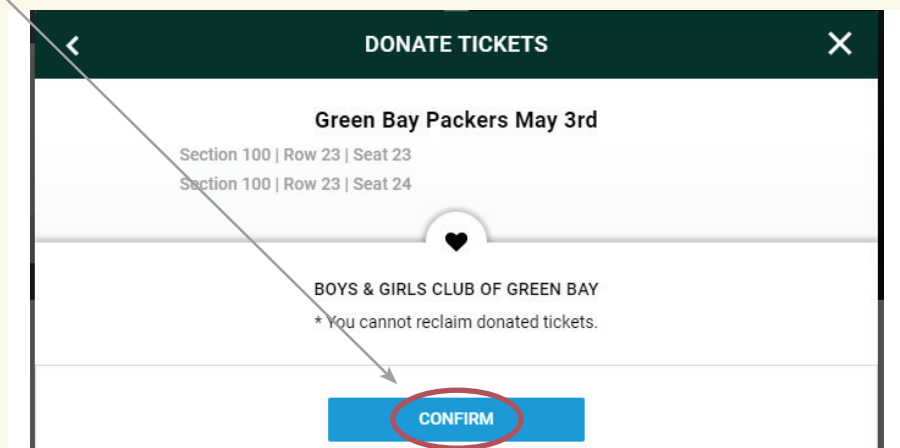 DONATE TICKETS
Green Bay Packers May 3rd
Section 100 | Row 23 | Seat 23
Section 100 | Row 23 | Seat 24
BOYS & GIRLS CLUB OF GREEN BAY
* You cannot reclaim donated tickets.
CONFIRM